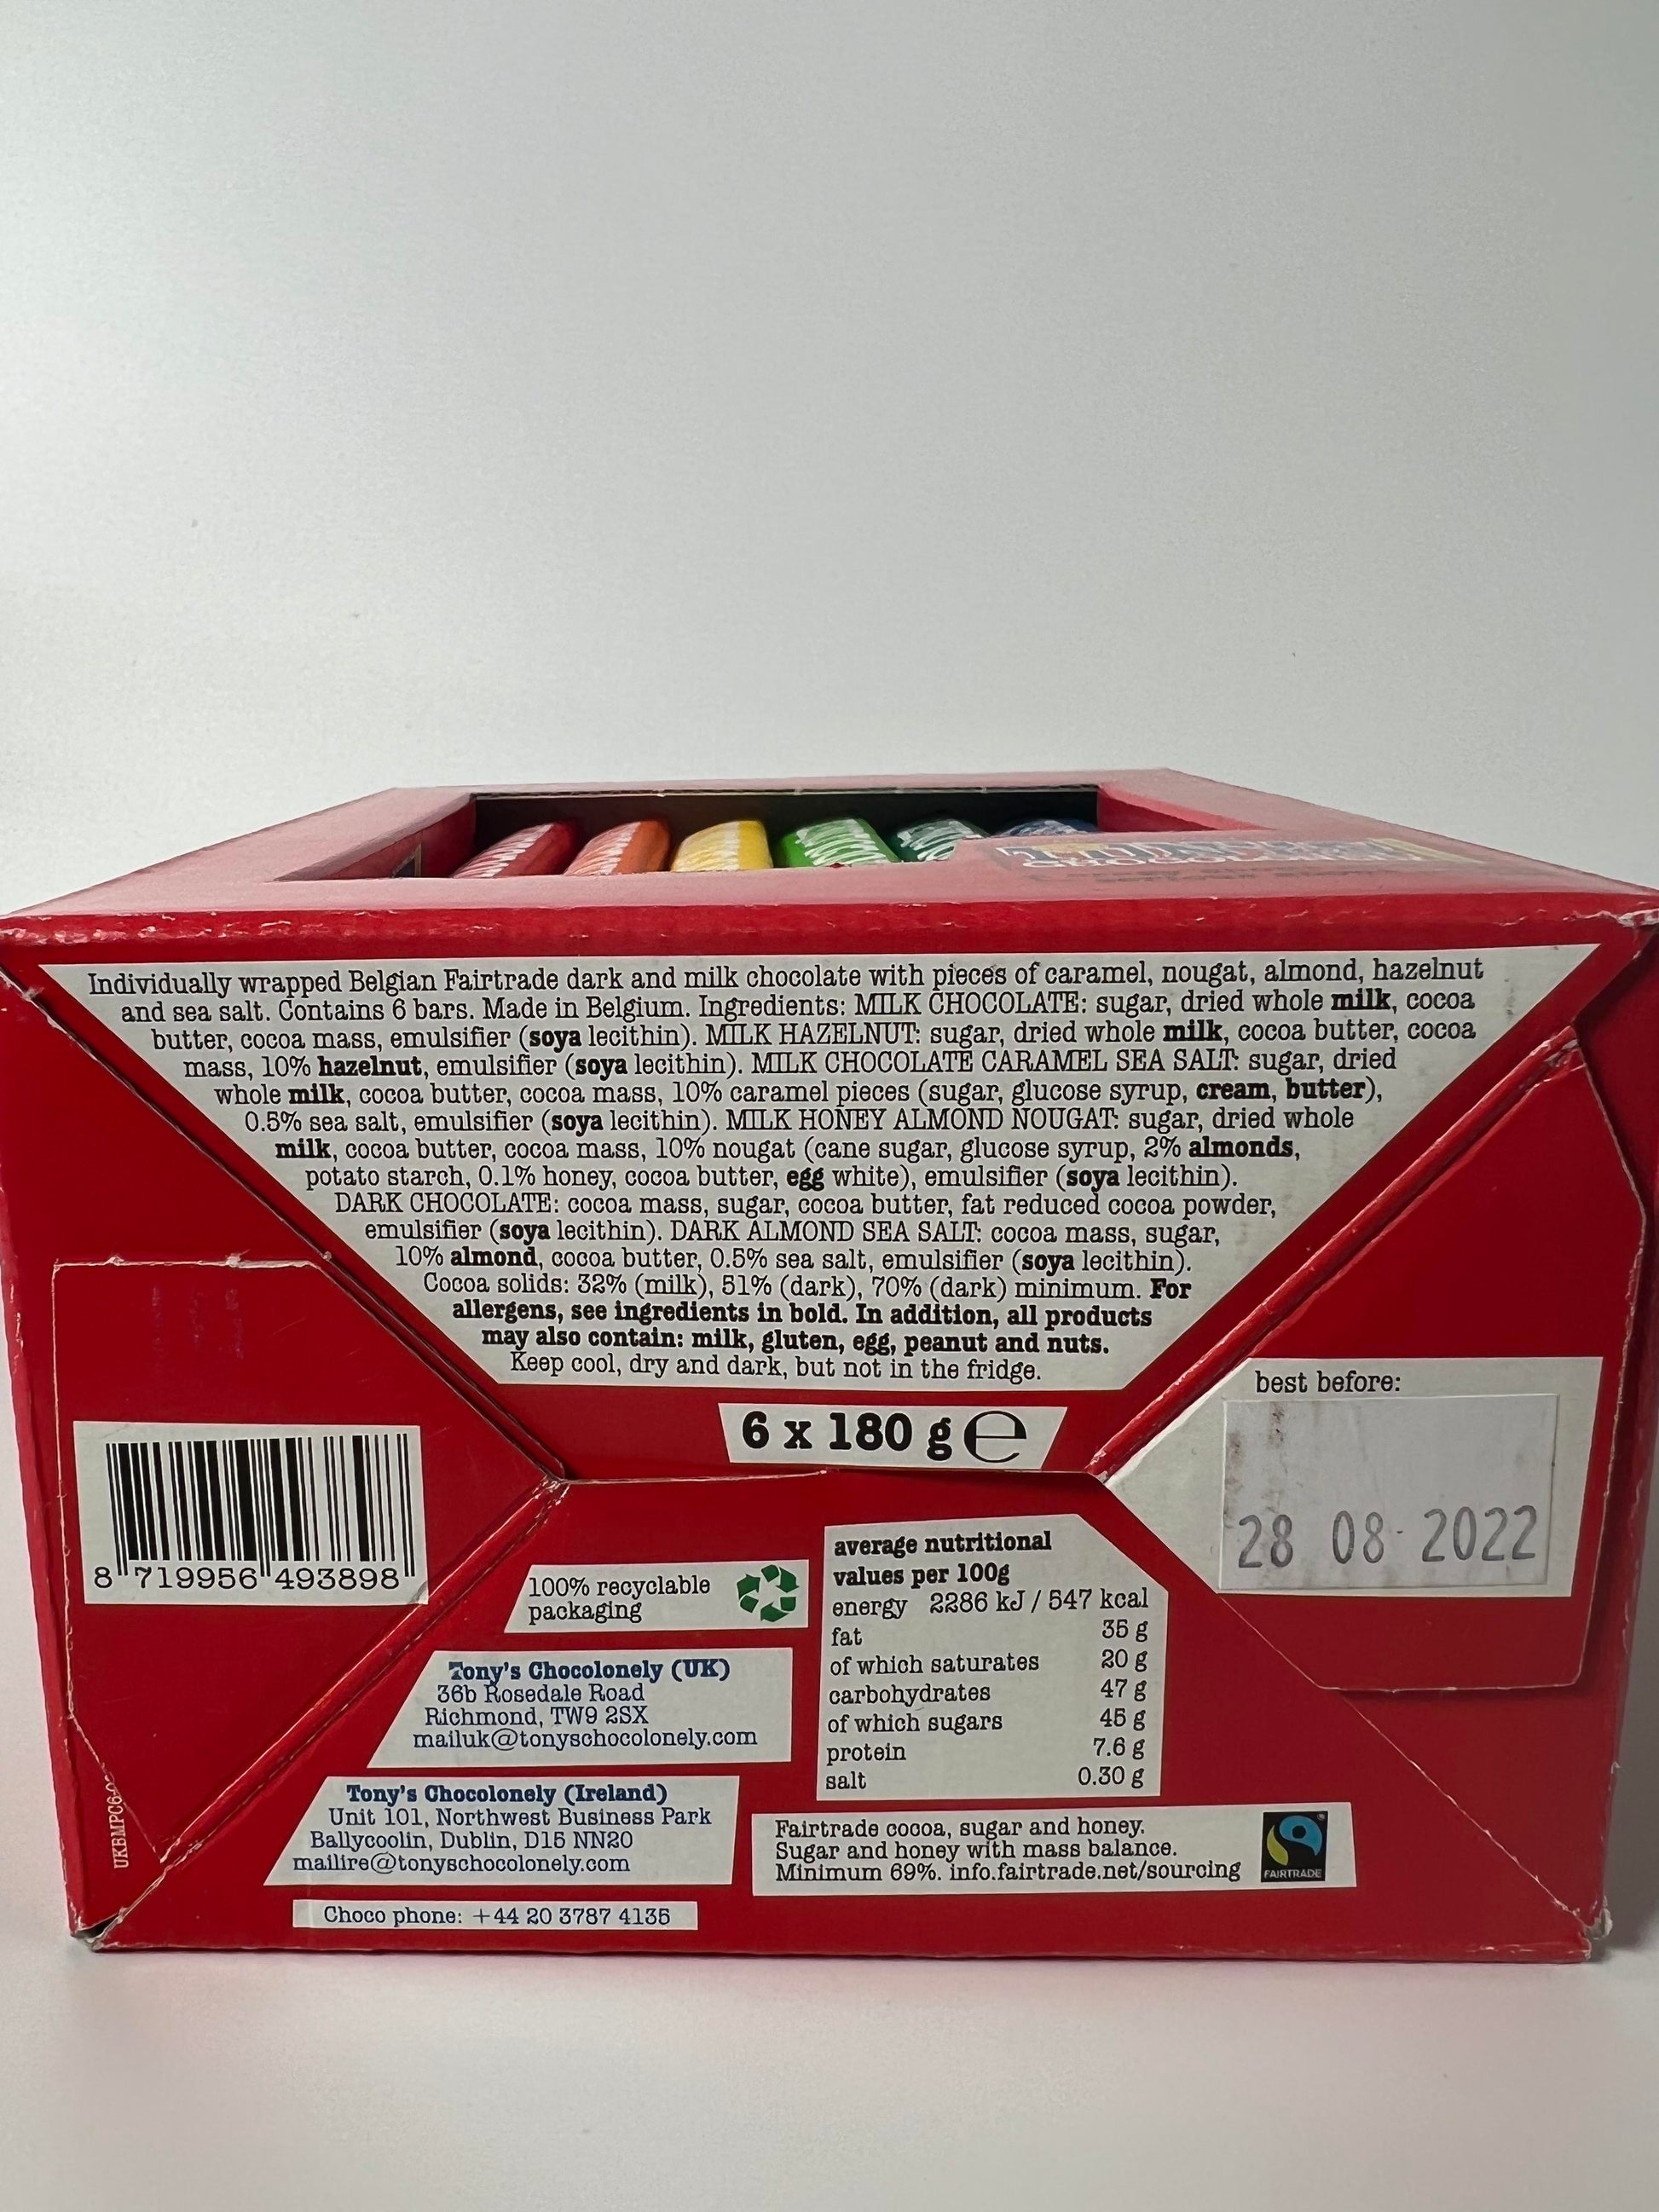 Individually wrapped Belgian Fairtrade dark and milk chocolate with pieces of caramel, nougat, almond, hazelnut
and sea salt. Contains 6 bars. Made in Belgium. Ingredients: MILK CHOCOLATE: sugar, dried whole milk, cocoa
butter, cocoa mass, emulsifier (soya lecithin). MILK HAZELNUT: sugar, dried whole milk, cocoa butter, cocoa
mass, 10% hazelnut, emulsifier (soya lecithin). MILK CHOCOLATE CARAMEL SEA SALT: sugar, dried
whole milk, cocoa butter, cocoa mass, 10% caramel pieces (sugar, glucose syrup, cream, butter),
0.5% sea salt, emulsifier (soya lecithin). MILK HONEY ALMOND NOUGAT: sugar, dried whole
milk, cocoa butter, cocoa mass, 10% nougat (cane sugar, glucose syrup, 2% almonds,
potato starch, 0.1% honey, cocoa butter, egg white), emulsifier (soya lecithin).
DARK CHOCOLATE: cocoa mass, sugar, cocoa butter, fat reduced cocoa powder,
emulsifier (soya lecithin). DARK ALMOND SEA SALT: cocoa mass, sugar,
10% almond, cocoa butter, 0.5% sea salt, emulsifier (soya lecithin).
Cocoa solids: 32% (milk), 51% (dark), 70% (dark) minimum. For
allergens, see ingredients in bold. In addition, all products
may also contain: milk, gluten, egg, peanut and nuts.
Keep cool, dry and dark, but not in the fridge.
6 x 180 g e
best before:
28 08 2022
8 719956 493898
100% recyclable
packaging
average nutritional
values per 100g
energy 2286 kJ / 547 kcal
fat 35 g
of which saturates 20 g
carbohydrates 47 g
of which sugars 45 g
protein 7.6 g
salt 0.30 g
Tony's Chocolonely (UK)
36b Rosedale Road
Richmond, TW9 2SX
mailuk@tonyschocolonely.com
Tony's Chocolonely (Ireland)
Unit 101, Northwest Business Park
Ballycoolin, Dublin, D15 NN20
mailire@tonyschocolonely.com
Choco phone: +44 20 3787 4135
Fairtrade cocoa, sugar and honey.
Sugar and honey with mass balance.
Minimum 69%. info.fairtrade.net/sourcing
FAIRTRADE